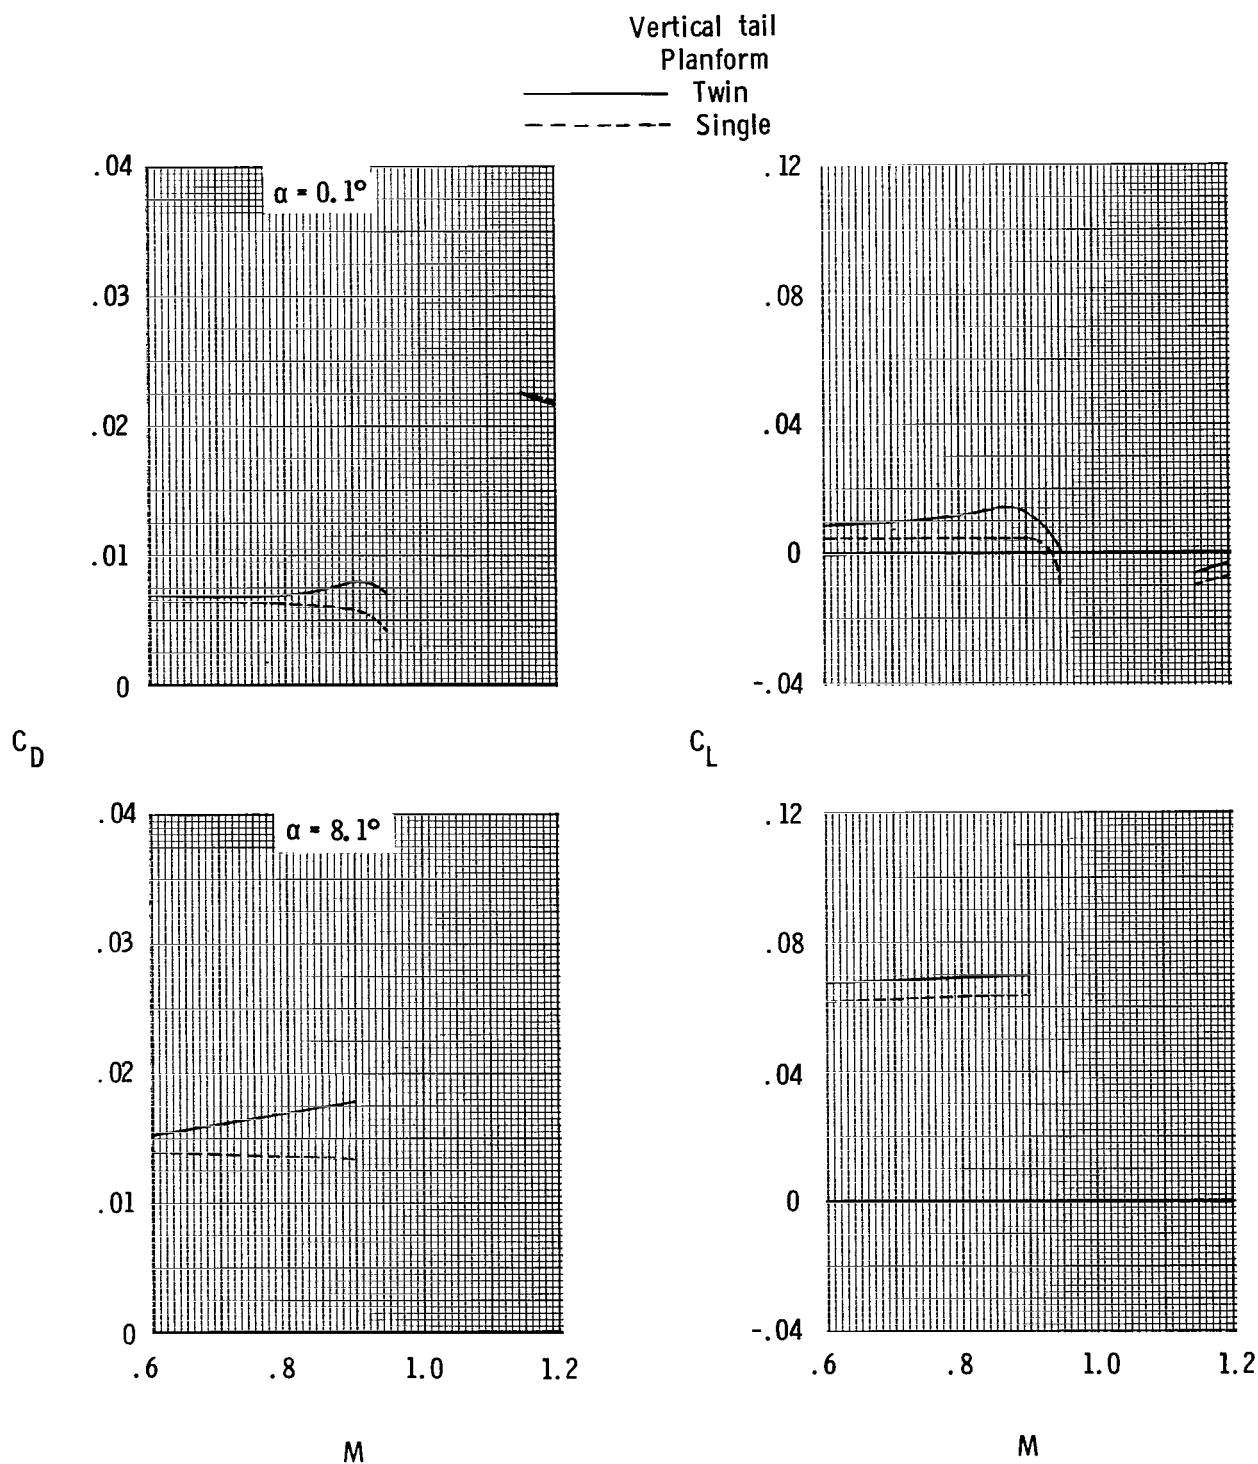 Vertical tail
Planform
Twin
Single
.04
α = 0.1°
.03
.02
.01
0
.12
.08
.04
0
-.04
C_D
C_L
.04
α = 8.1°
.03
.02
.01
0
.6
.8
1.0
1.2
M
.12
.08
.04
0
-.04
.6
.8
1.0
1.2
M